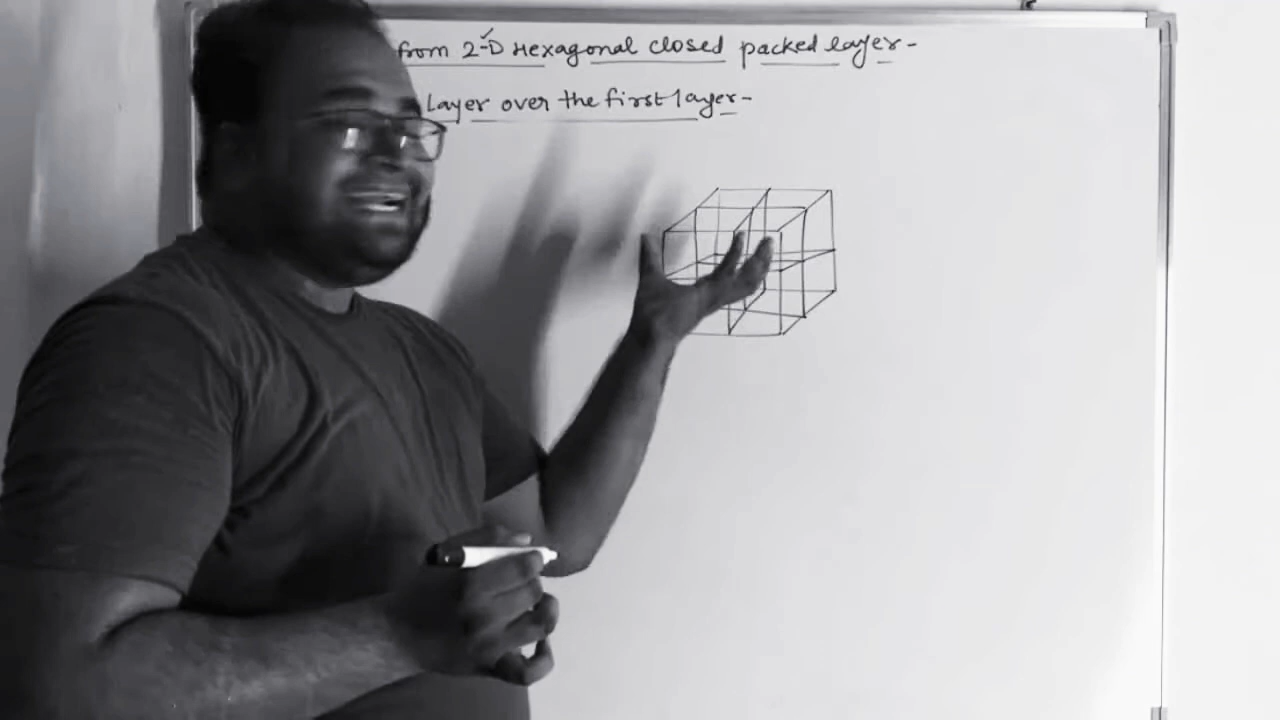 from 2-D Hexagonal closed packed layer-
Layer over the first layer-